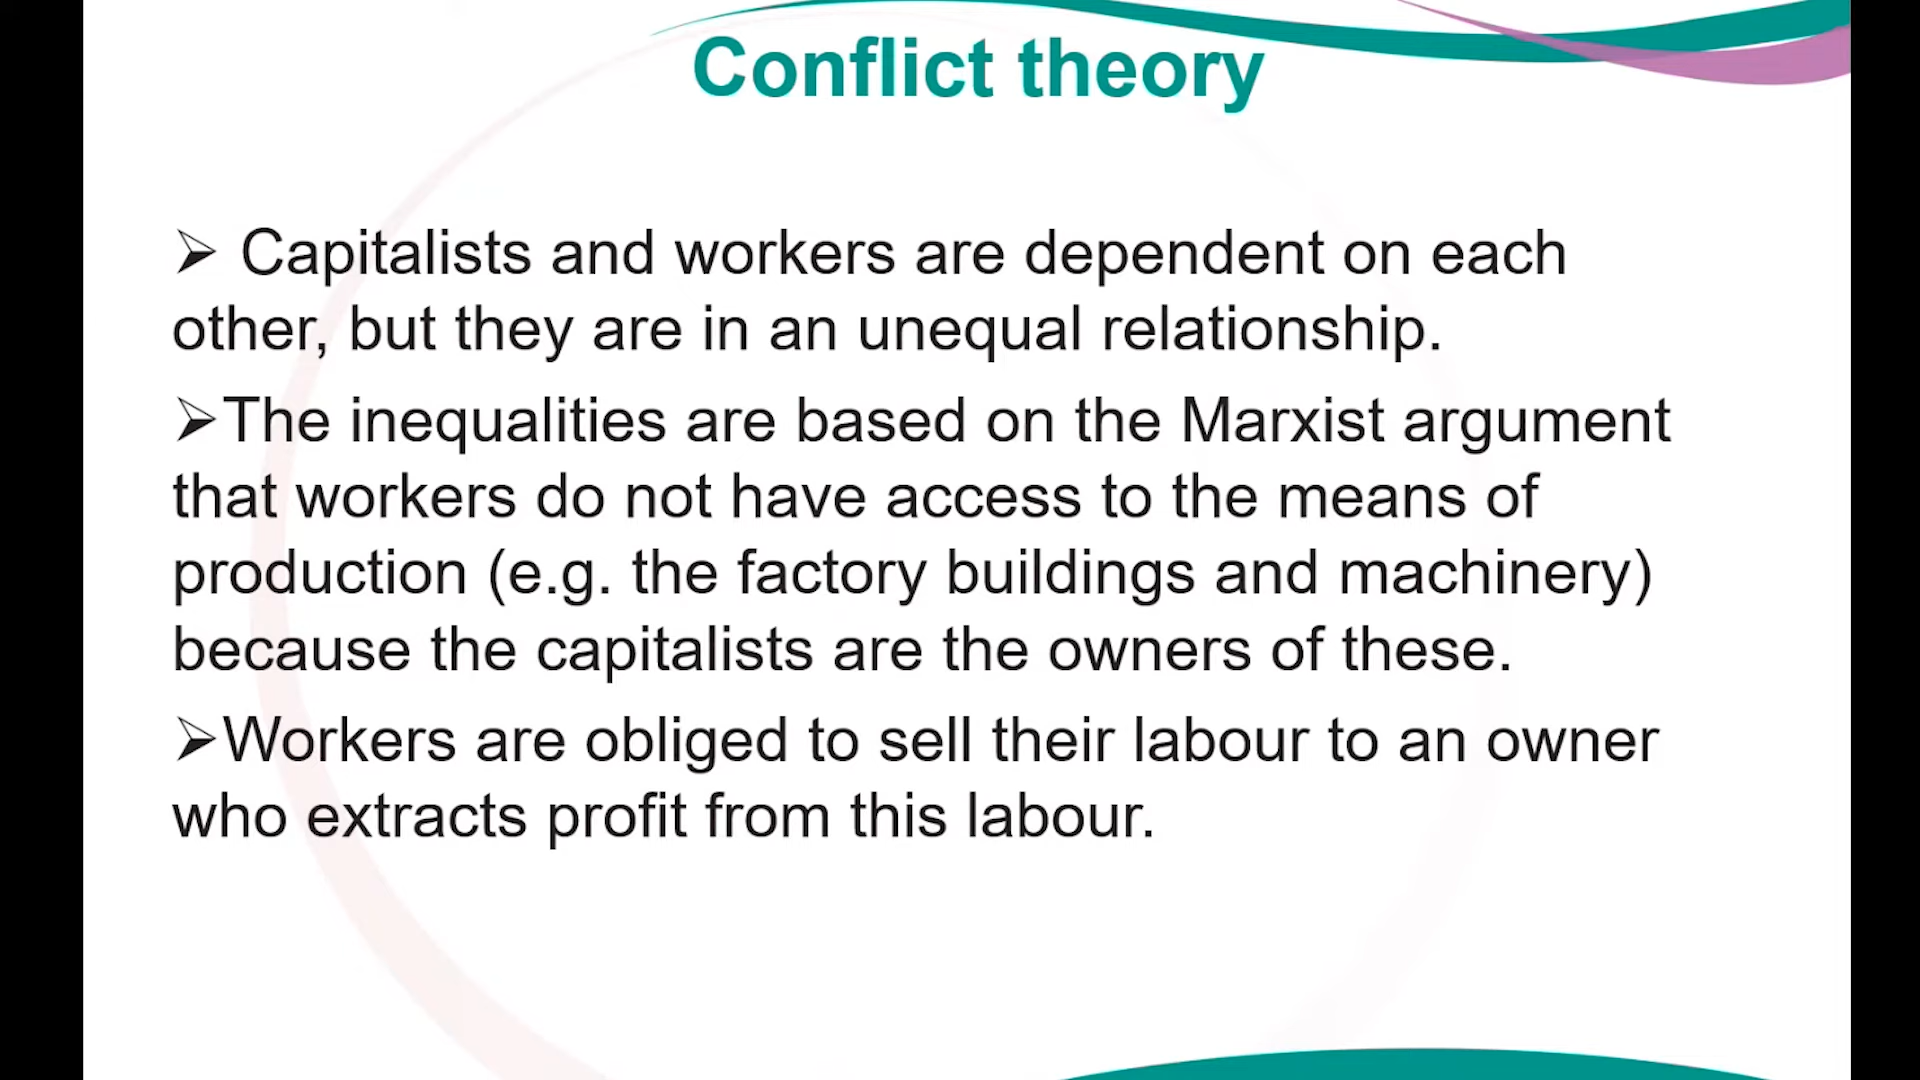 Conflict theory
➢ Capitalists and workers are dependent on each
other, but they are in an unequal relationship.
➢The inequalities are based on the Marxist argument
that workers do not have access to the means of
production (e.g. the factory buildings and machinery)
because the capitalists are the owners of these.
➢Workers are obliged to sell their labour to an owner
who extracts profit from this labour.